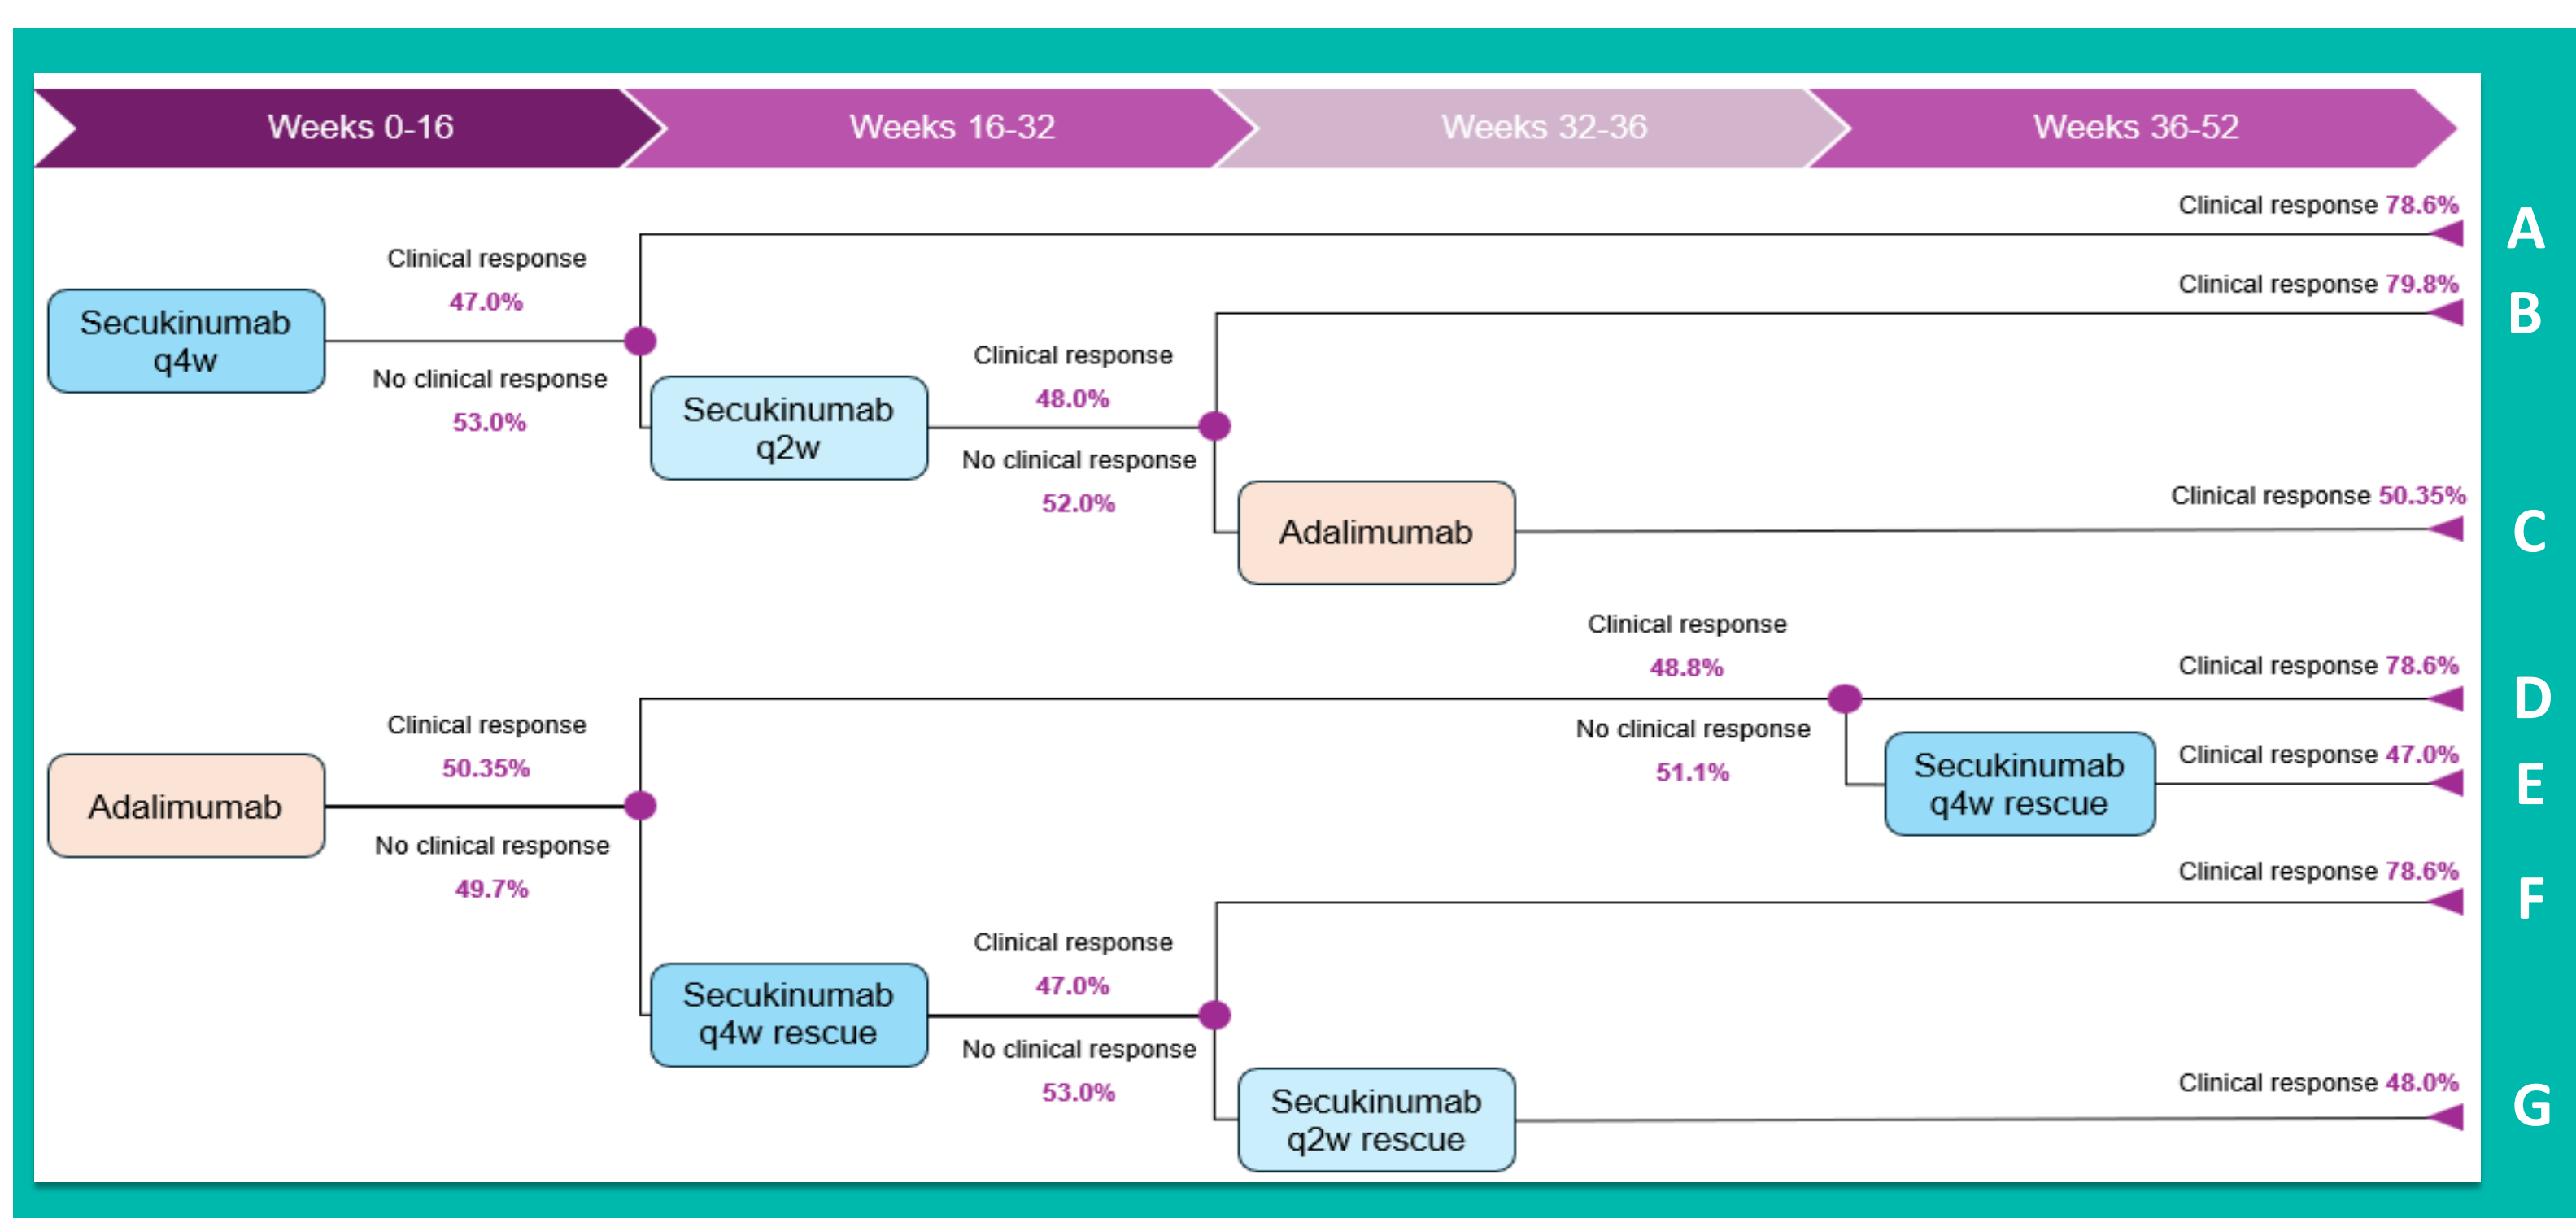 Weeks 0-16
Weeks 16-32
Weeks 32-36
Weeks 36-52
Clinical response 78.6%
A
Clinical response
47.0%
Clinical response 79.8%
B
Secukinumab
q4w
No clinical response
53.0%
Clinical response
48.0%
Secukinumab
q2w
No clinical response
52.0%
Clinical response 50.35%
C
Adalimumab
Clinical response
48.8%
Clinical response 78.6%
D
Clinical response
50.35%
No clinical response
51.1%
Secukinumab
q4w rescue
Clinical response 47.0%
E
Adalimumab
No clinical response
49.7%
Clinical response 78.6%
F
Clinical response
47.0%
Secukinumab
q4w rescue
No clinical response
53.0%
Secukinumab
q2w rescue
Clinical response 48.0%
G